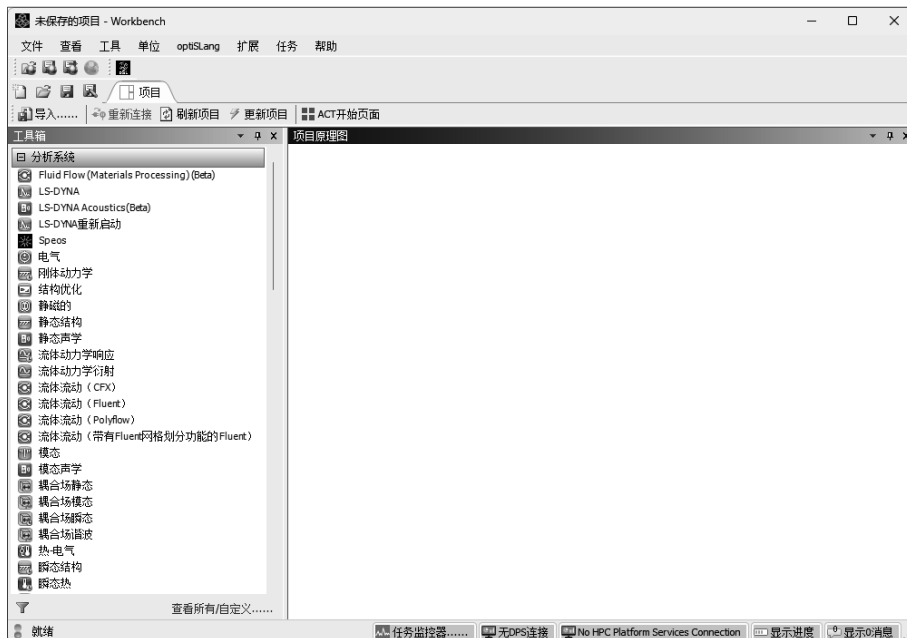 未保存的项目 - Workbench
文件 查看 工具 单位 optiSLang 扩展 任务 帮助
项目
导入...... 重新连接 刷新项目 更新项目 ACT开始页面
工具箱 项目原理图
分析系统
Fluid Flow (Materials Processing) (Beta)
LS-DYNA
LS-DYNA Acoustics(Beta)
LS-DYNA重新启动
Speos
电气
刚体动力学
结构优化
静磁的
静态结构
静态声学
流体动力学响应
流体动力学衍射
流体流动（CFX）
流体流动（Fluent）
流体流动（Polyflow）
流体流动（带有Fluent网格划分功能的Fluent）
模态
模态声学
耦合场静态
耦合场模态
耦合场瞬态
耦合场谐波
热-电气
瞬态结构
瞬态热
查看所有/自定义......
就绪 任务监控器...... 无DPS连接 No HPC Platform Services Connection 显示进度 显示0消息